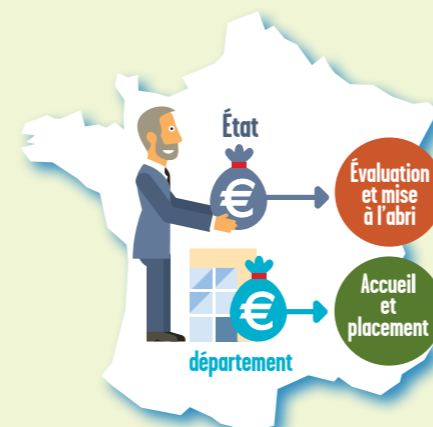 État
€
Évaluation
et mise
à l'abri
€
Accueil
et
placement
département